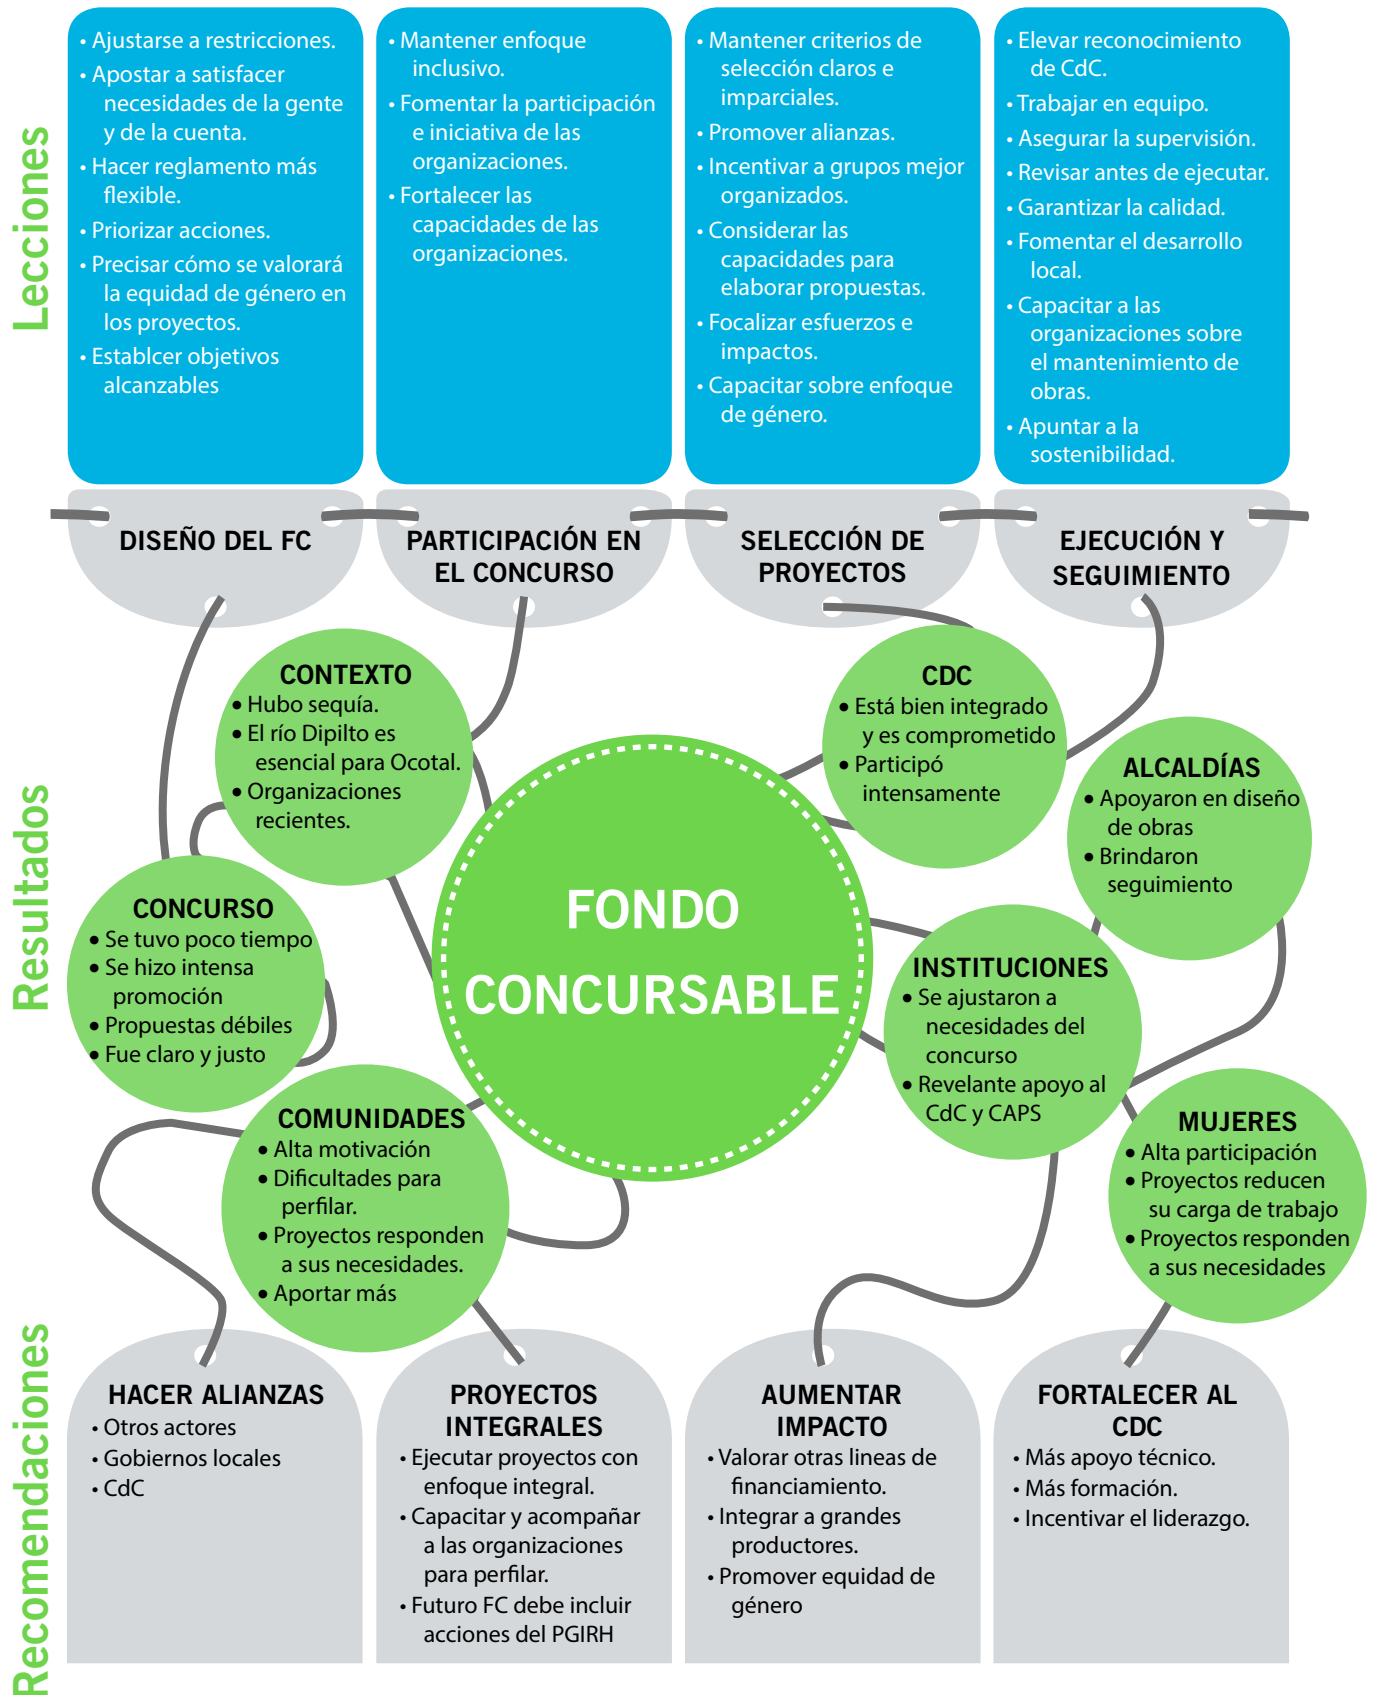 Lecciones
• Ajustarse a restricciones.
• Apostar a satisfacer
necesidades de la gente
y de la cuenta.
• Hacer reglamento más
flexible.
• Priorizar acciones.
• Precisar cómo se valorará
la equidad de género en
los proyectos.
• Establcer objetivos
alcanzables
• Mantener enfoque
inclusivo.
• Fomentar la participación
e iniciativa de las
organizaciones.
• Fortalecer las
capacidades de las
organizaciones.
• Mantener criterios de
selección claros e
imparciales.
• Promover alianzas.
• Incentivar a grupos mejor
organizados.
• Considerar las
capacidades para
elaborar propuestas.
• Focalizar esfuerzos e
impactos.
• Capacitar sobre enfoque
de género.
• Elevar reconocimiento
de CdC.
• Trabajar en equipo.
• Asegurar la supervisión.
• Revisar antes de ejecutar.
• Garantizar la calidad.
• Fomentar el desarrollo
local.
• Capacitar a las
organizaciones sobre
el mantenimiento de
obras.
• Apuntar a la
sostenibilidad.
DISEÑO DEL FC
PARTICIPACIÓN EN
EL CONCURSO
SELECCIÓN DE
PROYECTOS
EJECUCIÓN Y
SEGUIMIENTO
Resultados
CONTEXTO
• Hubo sequía.
• El río Dipilto es
esencial para Ocotal.
• Organizaciones
recientes.
CDC
• Está bien integrado
y es comprometido
• Participó
intensamente
ALCALDÍAS
• Apoyaron en diseño
de obras
• Brindaron
seguimiento
CONCURSO
• Se tuvo poco tiempo
• Se hizo intensa
promoción
• Propuestas débiles
• Fue claro y justo
FONDO
CONCURSABLE
INSTITUCIONES
• Se ajustaron a
necesidades del
concurso
• Revelante apoyo al
CdC y CAPS
COMUNIDADES
• Alta motivación
• Dificultades para
perfilar.
• Proyectos responden
a sus necesidades.
• Aportar más
MUJERES
• Alta participación
• Proyectos reducen
su carga de trabajo
• Proyectos responden
a sus necesidades
Recomendaciones
HACER ALIANZAS
• Otros actores
• Gobiernos locales
• CdC
PROYECTOS
INTEGRALES
• Ejecutar proyectos con
enfoque integral.
• Capacitar y acompañar
a las organizaciones
para perfilar.
• Futuro FC debe incluir
acciones del PGIRH
AUMENTAR
IMPACTO
• Valorar otras lineas de
financiamiento.
• Integrar a grandes
productores.
• Promover equidad de
género
FORTALECER AL
CDC
• Más apoyo técnico.
• Más formación.
• Incentivar el liderazgo.